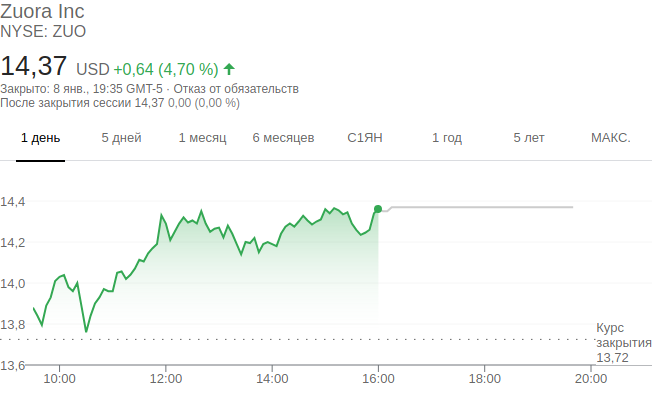 Zuora Inc
NYSE: ZUO
14,37 USD +0,64 (4,70 %)
Закрыто: 8 янв., 19:35 GMT-5 · Отказ от обязательств
После закрытия сессии 14,37 0,00 (0,00 %)
1 день 5 дней 1 месяц 6 месяцев С1ЯН 1 год 5 лет МАКС.
14,4
14,2
14,0
13,8
Курс
закрытия
13,72
13,6
10:00 12:00 14:00 16:00 18:00 20:00